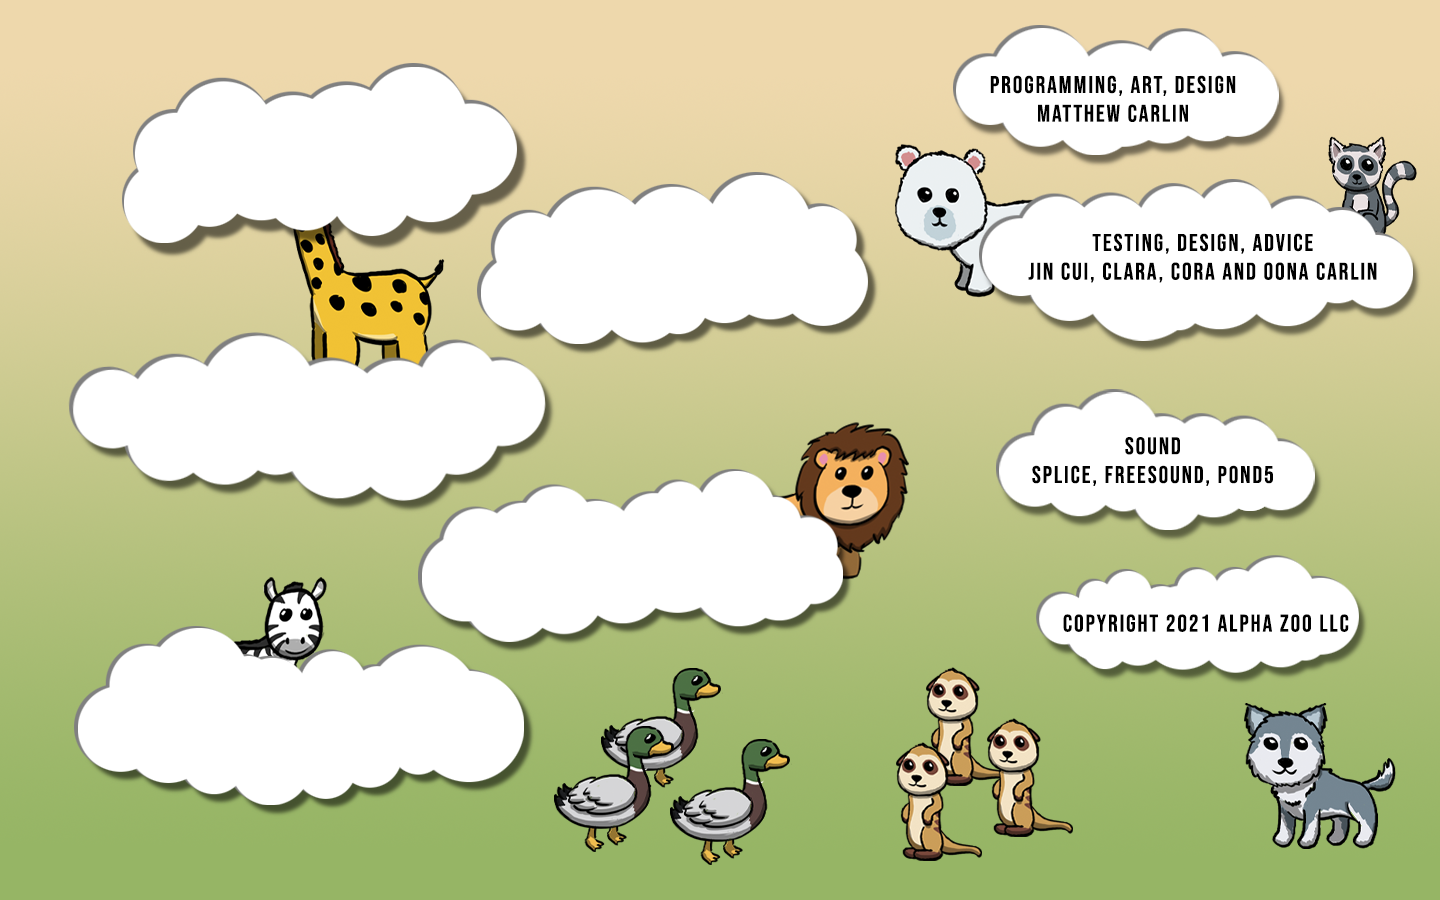 PROGRAMMING, ART, DESIGN
MATTHEW CARLIN
TESTING, DESIGN, ADVICE
JIN CUI, CLARA, CORA AND OONA CARLIN
SOUND
SPLICE, FREESOUND, POND5
COPYRIGHT 2021 ALPHA ZOO LLC